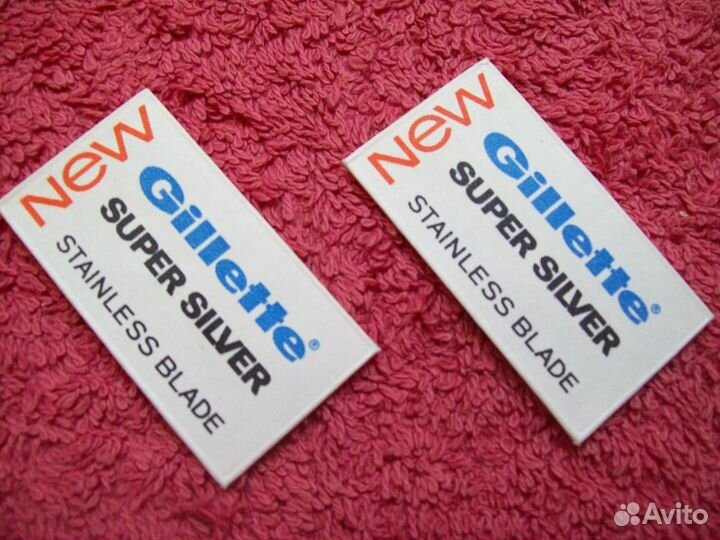 NEW
Gillette®
SUPER SILVER
STAINLESS BLADE
NEW
Gillette®
SUPER SILVER
STAINLESS BLADE
Avito